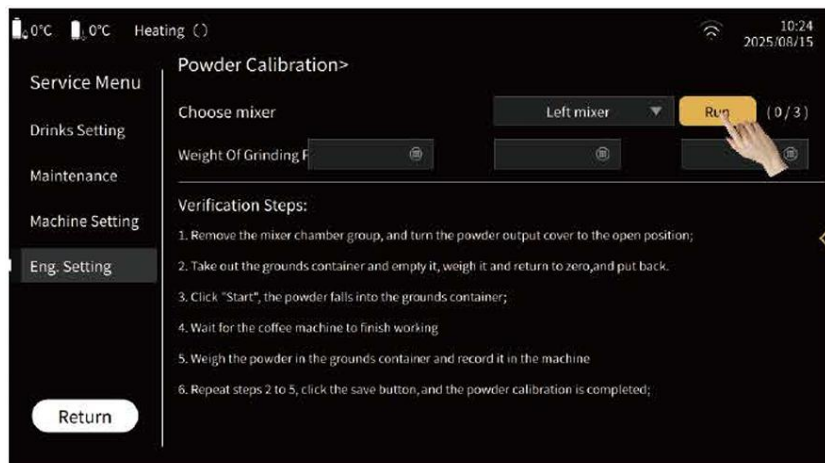 0°C 0°C Heating () 10:24
2025/08/15
Service Menu
Drinks Setting
Maintenance
Machine Setting
Eng. Setting
Return
Powder Calibration>
Choose mixer Left mixer ▼ (0/3)
Weight Of Grinding
Verification Steps:
1. Remove the mixer chamber group, and turn the powder output cover to the open position;
2. Take out the grounds container and empty it, weigh it and return to zero,and put back.
3. Click "Start", the powder falls into the grounds container;
4. Wait for the coffee machine to finish working
5. Weigh the powder in the grounds container and record it in the machine
6. Repeat steps 2 to 5, click the save button, and the powder calibration is completed;